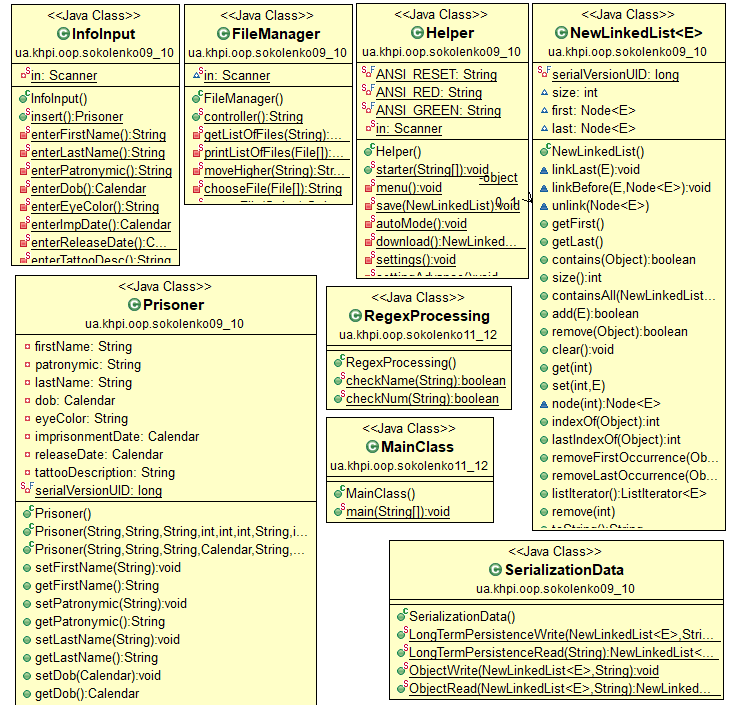 <<Java Class>>
InfoInput
ua.khpi.oop.sokolenko09_10
in: Scanner
InfoInput()
insert():Prisoner
enterFirstName():String
enterLastName():String
enterPatronymic():String
enterDob():Calendar
enterEyeColor():String
enterImpDate():Calendar
enterReleaseDate():C...
enterTattooDesc():String
<<Java Class>>
FileManager
ua.khpi.oop.sokolenko09_10
in: Scanner
FileManager()
controller():String
getListOfFiles(String):...
printListOfFiles(File[]):...
moveHigher(String):Str...
chooseFile(File[]):String
<<Java Class>>
Helper
ua.khpi.oop.sokolenko09_10
ANSI_RESET: String
ANSI_RED: String
ANSI_GREEN: String
in: Scanner
Helper()
starter(String[]):void
menu():void
save(NewLinkedList):void
autoMode():void
download():NewLinked...
settings():void
settingAdvance():void
-object
0..1
<<Java Class>>
NewLinkedList<E>
ua.khpi.oop.sokolenko09_10
serialVersionUID: long
size: int
first: Node<E>
last: Node<E>
NewLinkedList()
linkLast(E):void
linkBefore(E,Node<E>):void
unlink(Node<E>)
getFirst()
getLast()
contains(Object):boolean
size():int
containsAll(NewLinkedList...
add(E):boolean
remove(Object):boolean
clear():void
get(int)
set(int,E)
node(int):Node<E>
indexOf(Object):int
lastIndexOf(Object):int
removeFirstOccurrence(Ob...
removeLastOccurrence(Ob...
listIterator():ListIterator<E>
remove(int)
toString():String
<<Java Class>>
Prisoner
ua.khpi.oop.sokolenko09_10
firstName: String
patronymic: String
lastName: String
dob: Calendar
eyeColor: String
imprisonmentDate: Calendar
releaseDate: Calendar
tattooDescription: String
serialVersionUID: long
Prisoner()
Prisoner(String,String,String,int,int,int,String,i...
Prisoner(String,String,String,Calendar,String,...
setFirstName(String):void
getFirstName():String
setPatronymic(String):void
getPatronymic():String
setLastName(String):void
getLastName():String
setDob(Calendar):void
getDob():Calendar
<<Java Class>>
RegexProcessing
ua.khpi.oop.sokolenko11_12
RegexProcessing()
checkName(String):boolean
checkNum(String):boolean
<<Java Class>>
MainClass
ua.khpi.oop.sokolenko11_12
MainClass()
main(String[]):void
<<Java Class>>
SerializationData
ua.khpi.oop.sokolenko09_10
SerializationData()
LongTermPersistenceWrite(NewLinkedList<E>,Stri...
LongTermPersistenceRead(String):NewLinkedList<...
ObjectWrite(NewLinkedList<E>,String):void
ObjectRead(NewLinkedList<E>,String):NewLinked...